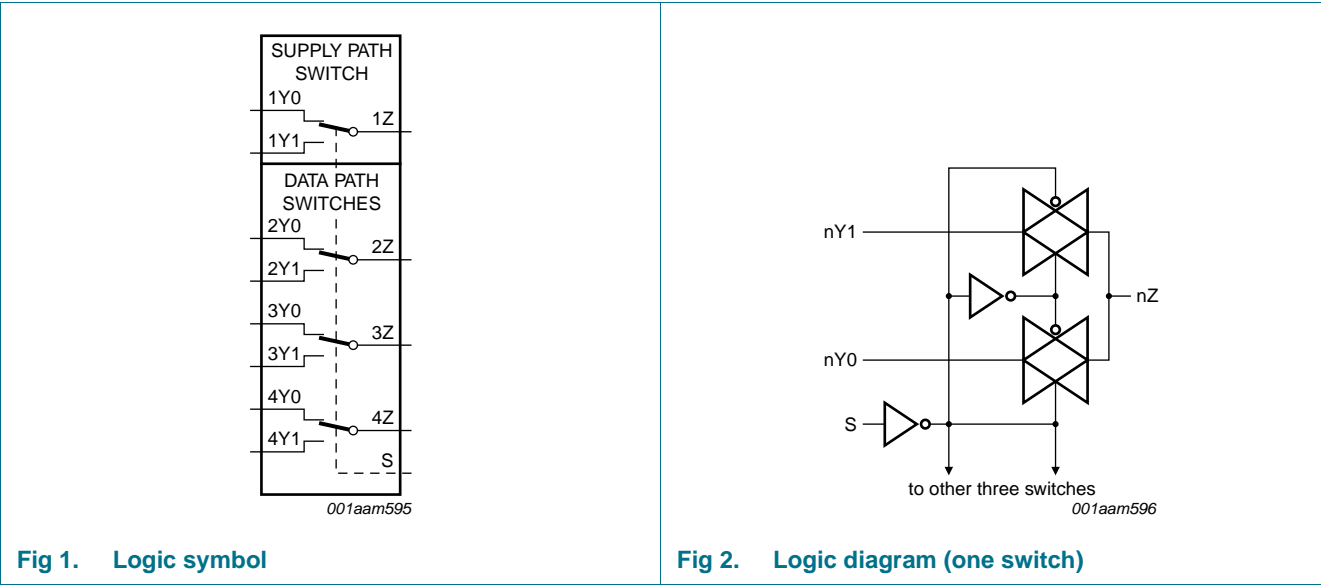 SUPPLY PATH
SWITCH
1Y0
1Z
1Y1
DATA PATH
SWITCHES
2Y0
2Z
2Y1
3Y0
3Z
3Y1
4Y0
4Z
4Y1
S
001aam595
Fig 1. Logic symbol
nY1
nZ
nY0
S
to other three switches
001aam596
Fig 2. Logic diagram (one switch)